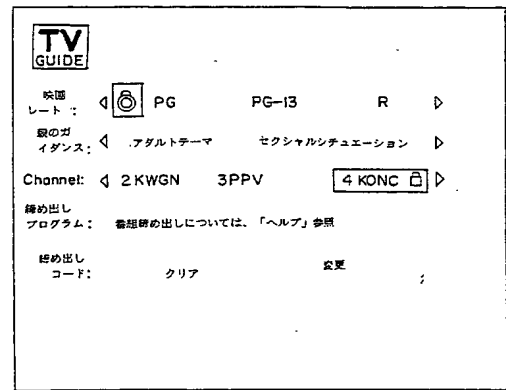 TV
GUIDE
映画
レート: PG PG-13 R
親のガ
イダンス: アダルトテーマ セクシャルシチュエーション
Channel: 2 KWGN 3PPV 4 KONC
締め出し
プログラム: 番組締め出しについては、「ヘルプ」参照
締め出し
コード: クリア 変更